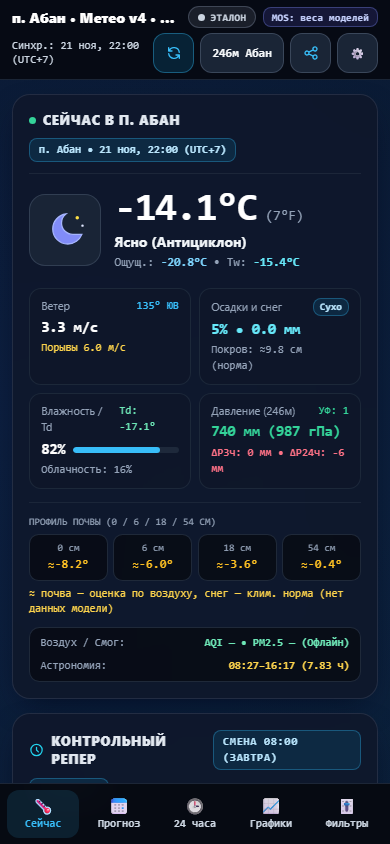 п. Абан • Метео v4 • ...
ЭТАЛОН
MOS: веса моделей
Синхр.: 21 ноя, 22:00
(UTC+7)
246м Абан
СЕЙЧАС В П. АБАН
п. Абан • 21 ноя, 22:00 (UTC+7)
-14.1°C (7°F)
Ясно (Антициклон)
Ощущ.: -20.8°C • Tw: -15.4°C
Ветер
135° ЮВ
3.3 м/с
Порывы 6.0 м/с
Осадки и снег
Сухо
5% • 0.0 мм
Покров: ≈9.8 см
(норма)
Влажность /
Td
Td:
-17.1°
82%
Облачность: 16%
Давление (246м)
УФ: 1
740 мм (987 гПа)
ΔP3ч: 0 мм • ΔP24ч: -6
мм
ПРОФИЛЬ ПОЧВЫ (0 / 6 / 18 / 54 СМ)
0 см
≈-8.2°
6 см
≈-6.0°
18 см
≈-3.6°
54 см
≈-0.4°
≈ почва — оценка по воздуху, снег — клим. норма (нет
данных модели)
Воздух / Смог:
AQI — • PM2.5 — (Офлайн)
Астрономия:
08:27–16:17 (7.83 ч)
КОНТРОЛЬНЫЙ
РЕПЕР
СМЕНА 08:00
(ЗАВТРА)
Сейчас
Прогноз
24 часа
Графики
Фильтры